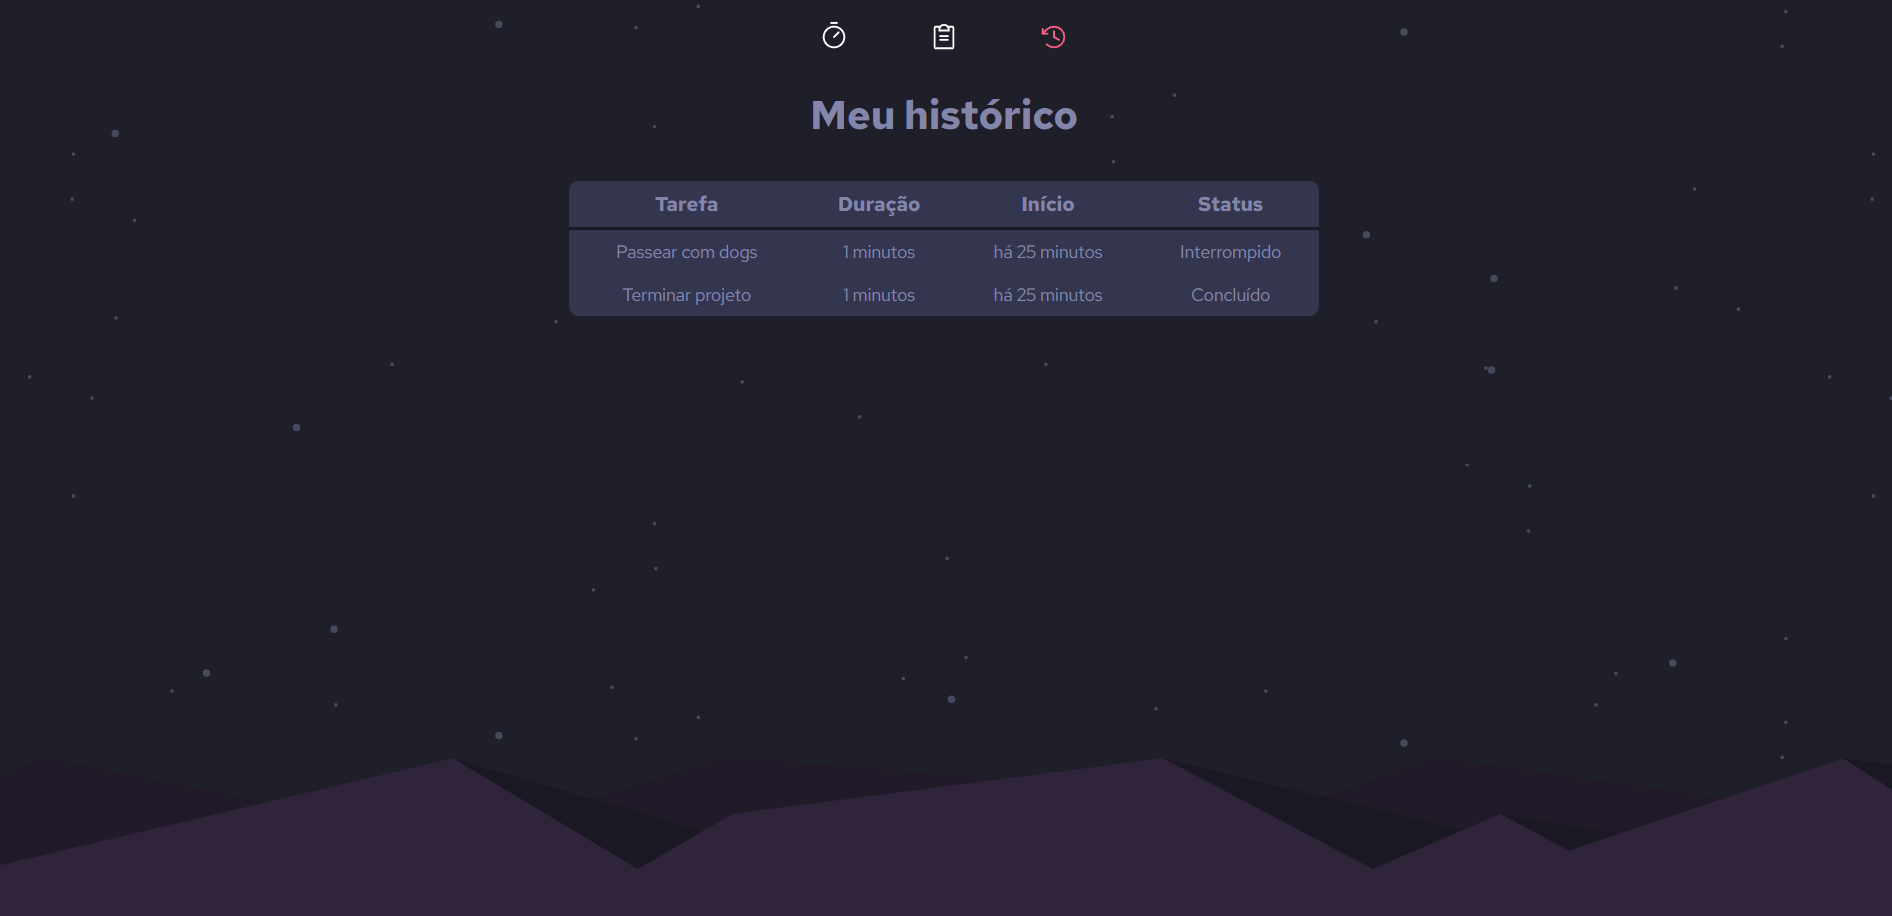 Meu histórico
Tarefa Duração Início Status
Passear com dogs 1 minutos há 25 minutos Interrompido
Terminar projeto 1 minutos há 25 minutos Concluído